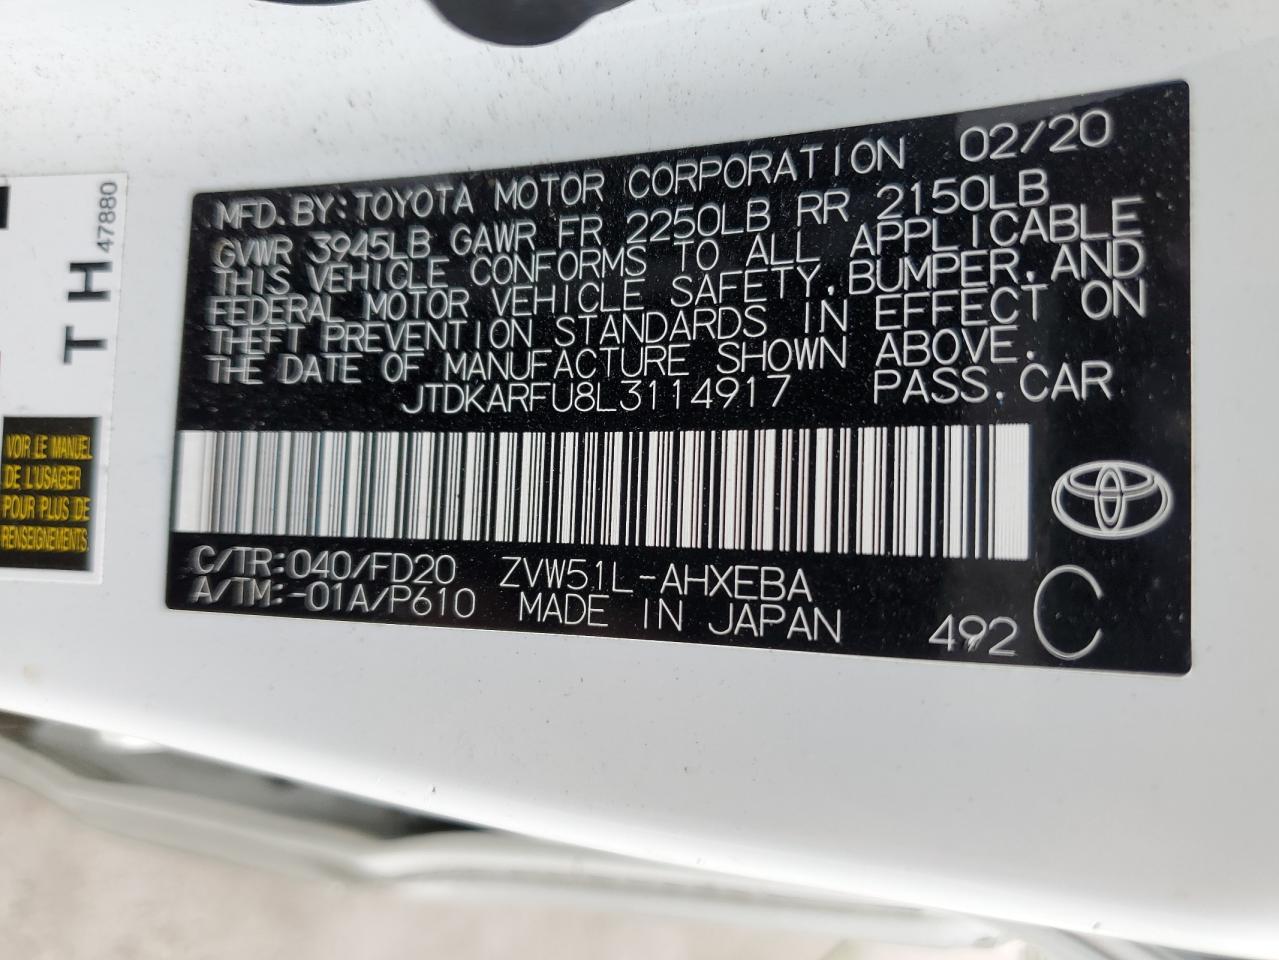 MFD.BY:TOYOTA MOTOR CORPORATION 02/20
GVWR 3945LB GAWR FR 2250LB RR 2150LB
THIS VEHICLE CONFORMS TO ALL APPLICABLE
FEDERAL MOTOR VEHICLE SAFETY,BUMPER,AND
THEFT PREVENTION STANDARDS IN EFFECT ON
THE DATE OF MANUFACTURE SHOWN ABOVE.
JTDKARFU8L3114917 PASS.CAR
C/TR:040/FD20 ZVW51L-AHXEBA
A/TM:-01A/P610 MADE IN JAPAN
492 C
TH 47880
VOIR LE MANUEL
DE L'USAGER
POUR PLUS DE
RENSEIGNEMENTS.